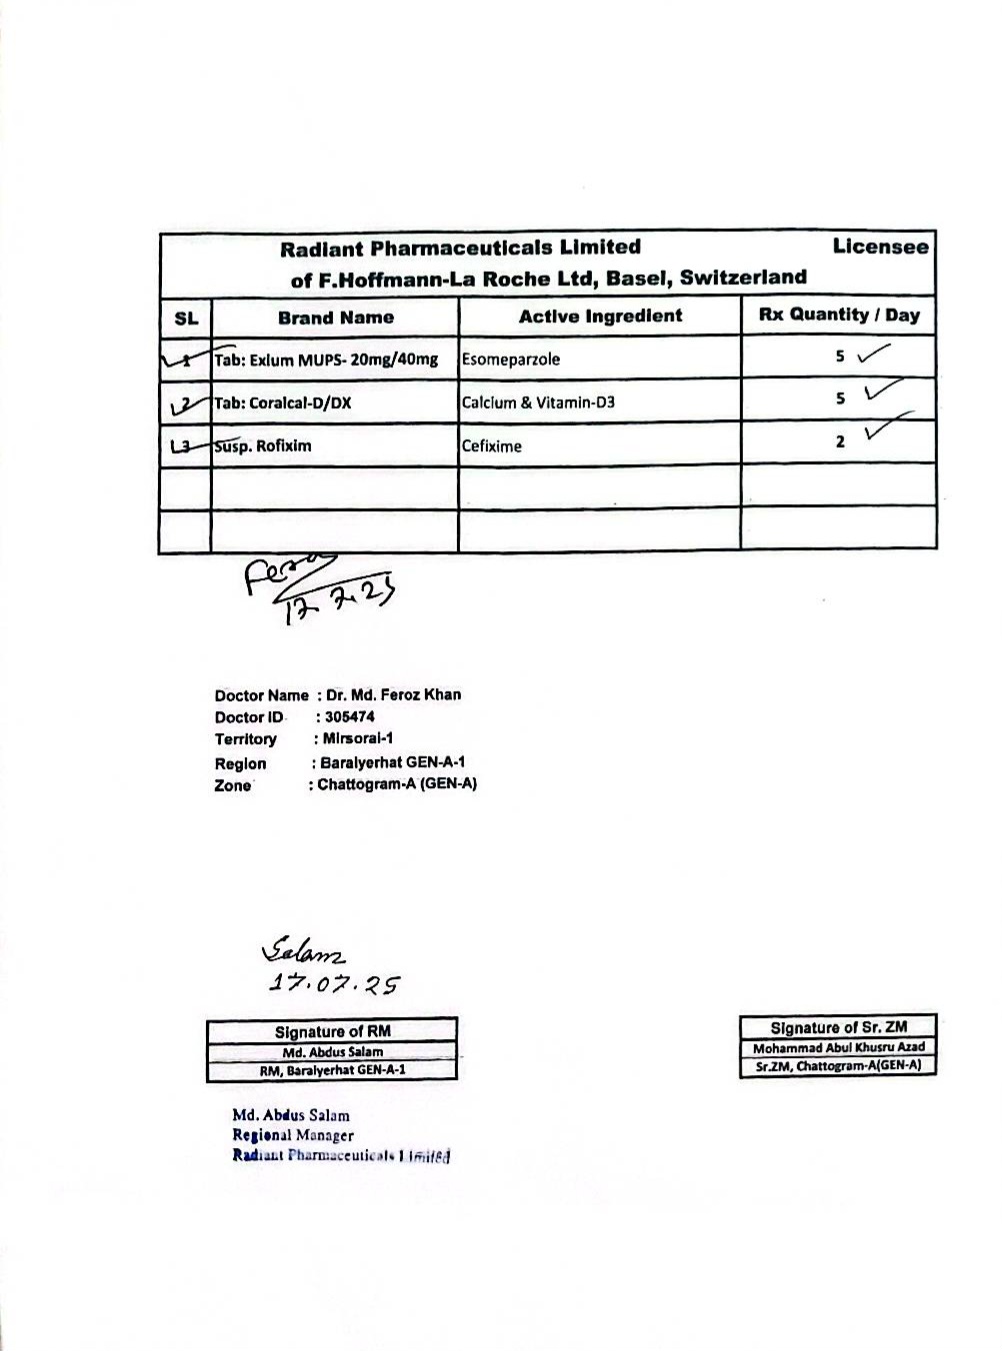 Radiant Pharmaceuticals Limited Licensee
of F.Hoffmann-La Roche Ltd, Basel, Switzerland
SL Brand Name Active Ingredient Rx Quantity / Day
1 Tab: Exium MUPS- 20mg/40mg Esomeparzole 5
2 Tab: Coralcal-D/DX Calcium & Vitamin-D3 5
3 Susp. Rofixim Cefixime 2
Feroz
17.7.25
Doctor Name : Dr. Md. Feroz Khan
Doctor ID : 305474
Territory : Mirsorai-1
Region : Baraiyerhat GEN-A-1
Zone : Chattogram-A (GEN-A)
Salam
17.07.25
Signature of RM
Md. Abdus Salam
RM, Baraiyerhat GEN-A-1
Signature of Sr. ZM
Mohammad Abul Khusru Azad
Sr.ZM, Chattogram-A(GEN-A)
Md. Abdus Salam
Regional Manager
Radiant Pharmaceuticals Limited